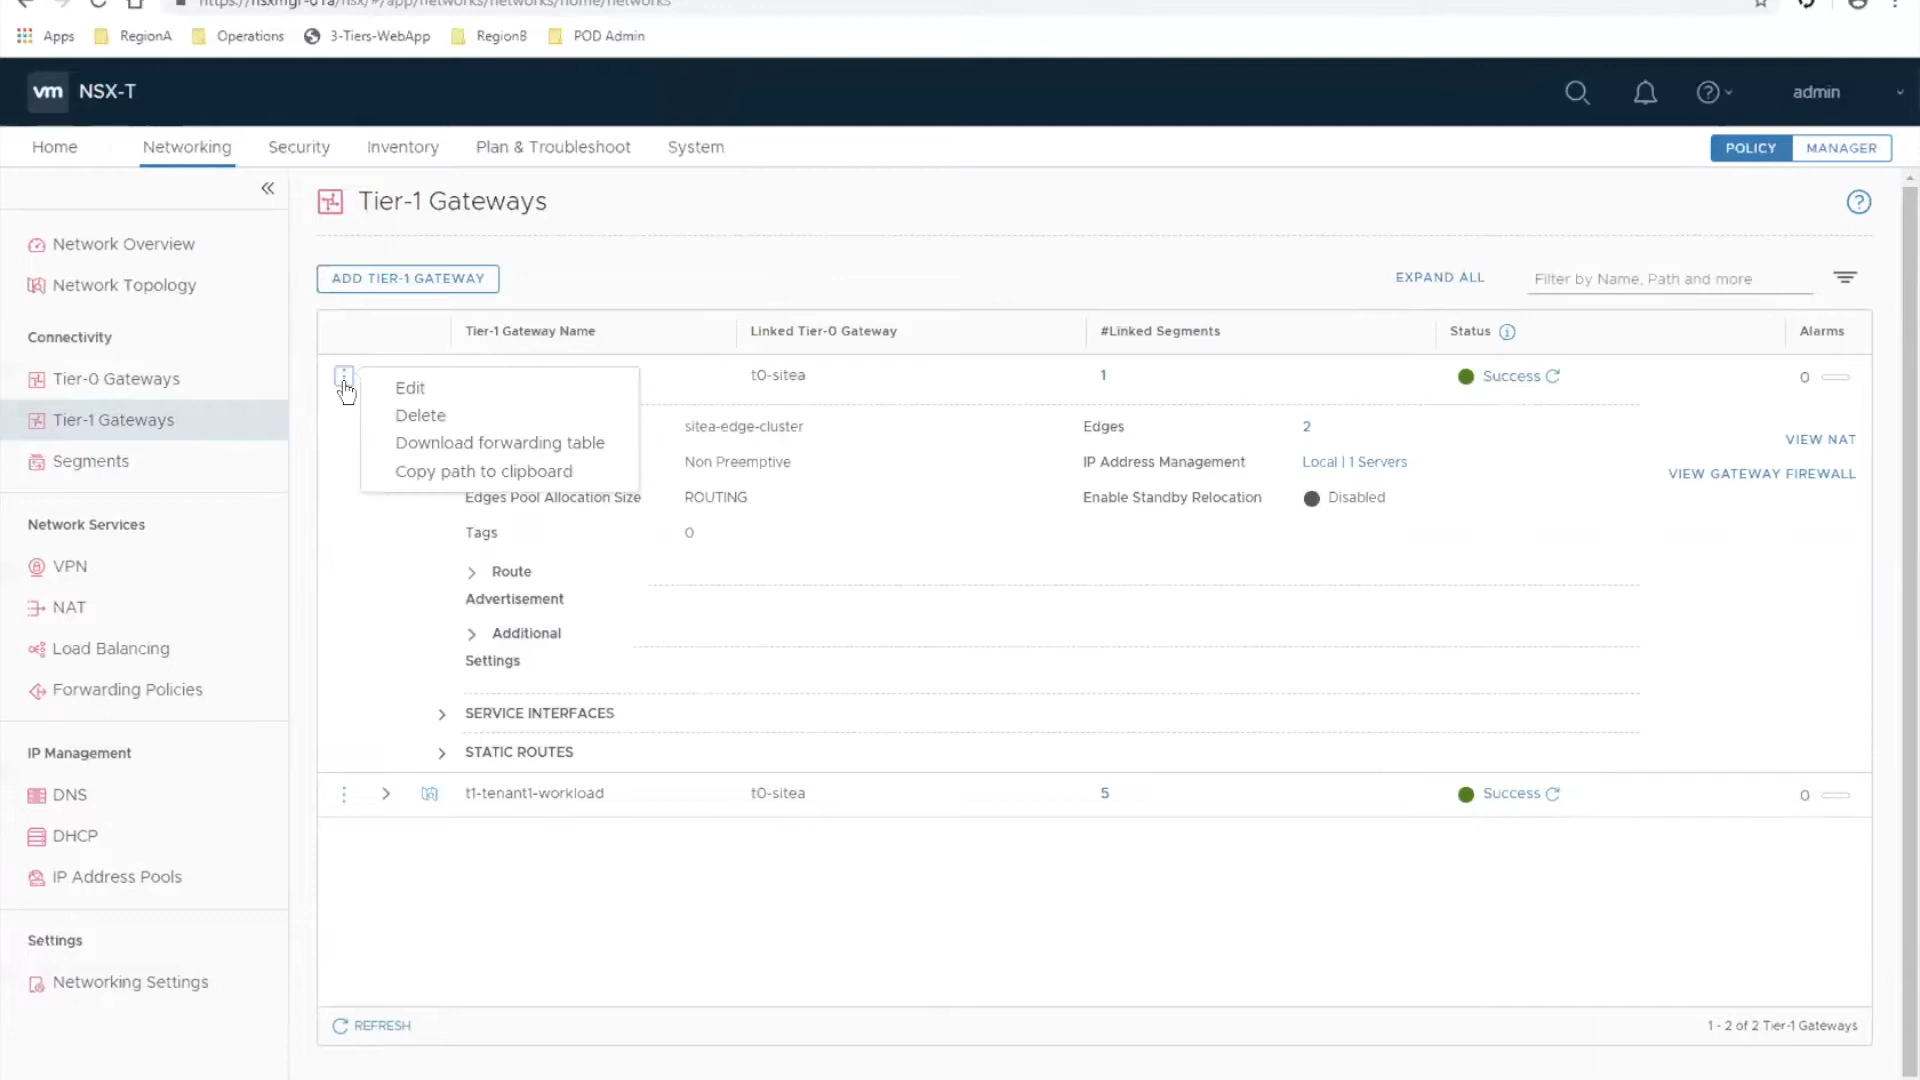 Apps RegionA Operations 3-Tiers-WebApp RegionB POD Admin
vm NSX-T admin
Home Networking Security Inventory Plan & Troubleshoot System POLICY MANAGER
Tier-1 Gateways
Network Overview
Network Topology
Connectivity
Tier-0 Gateways
Tier-1 Gateways
Segments
Network Services
VPN
NAT
Load Balancing
Forwarding Policies
IP Management
DNS
DHCP
IP Address Pools
Settings
Networking Settings
ADD TIER-1 GATEWAY EXPAND ALL Filter by Name, Path and more
Tier-1 Gateway Name Linked Tier-0 Gateway #Linked Segments Status Alarms
t0-sitea 1 Success 0
Edit
Delete
Download forwarding table
Copy path to clipboard
sitea-edge-cluster Edges 2
VIEW NAT
Non Preemptive IP Address Management Local | 1 Servers
VIEW GATEWAY FIREWALL
Edges Pool Allocation Size ROUTING Enable Standby Relocation Disabled
Tags 0
Route
Advertisement
Additional
Settings
SERVICE INTERFACES
STATIC ROUTES
t1-tenant1-workload t0-sitea 5 Success 0
REFRESH 1 - 2 of 2 Tier-1 Gateways